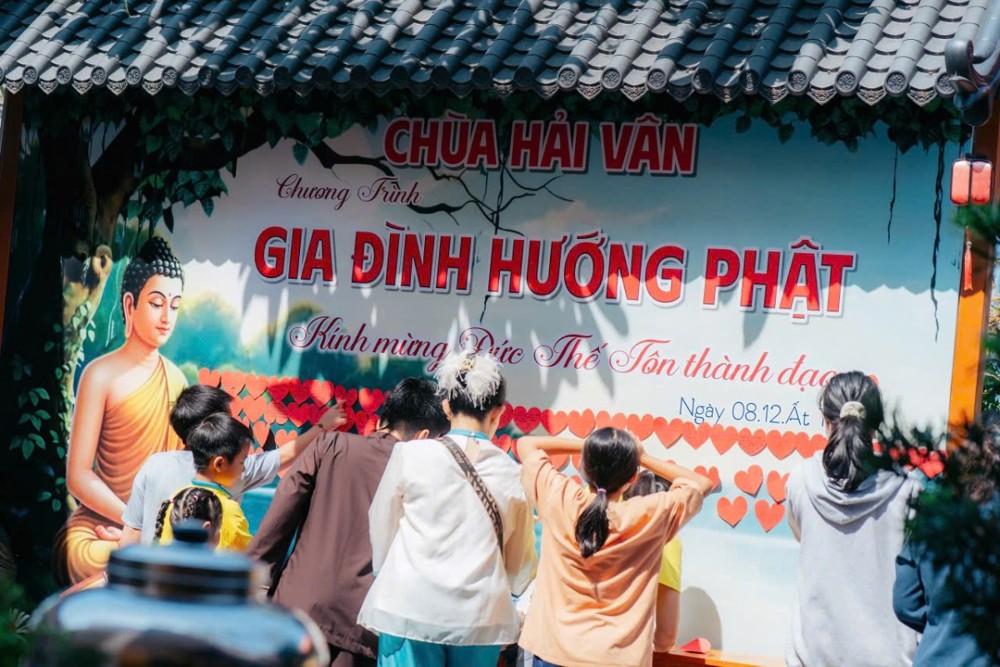 CHÙA HẢI VÂN
Chương Trình
GIA ĐÌNH HƯỚNG PHẬT
Kính mừng Đức Thế Tôn thành đạo
Ngày 08.12.Ất